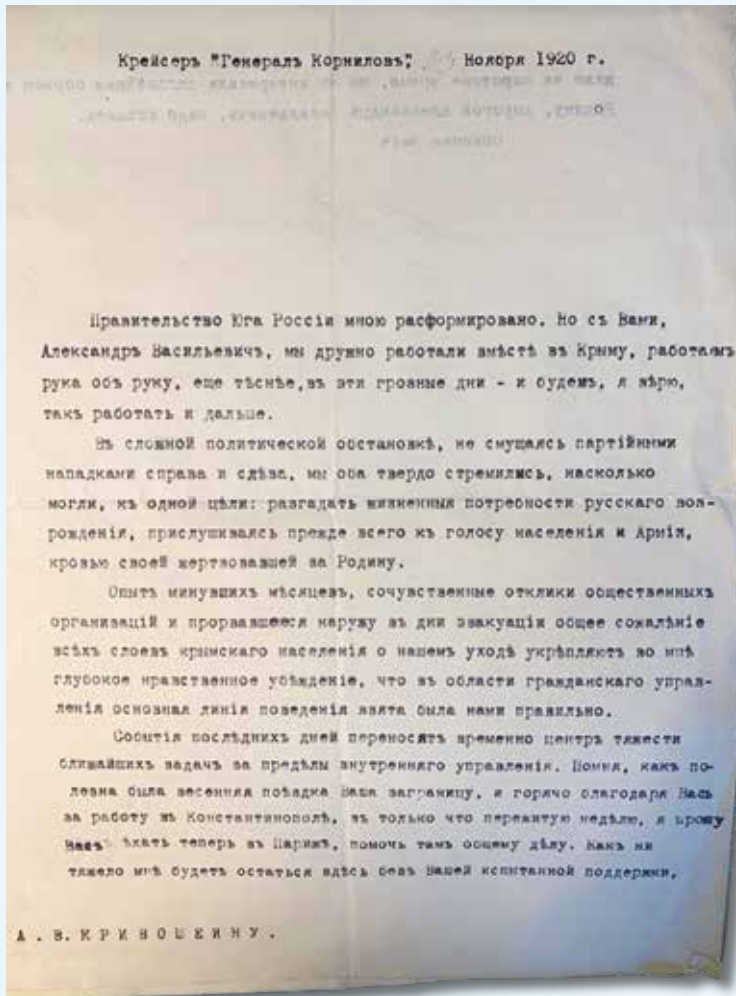 Крейсеръ "Генералъ Корниловъ", Ноября 1920 г.
Правительство Юга Россіи мною расформировано. Но съ Вами,
Александръ Васильевичъ, мы дружно работали вмѣстѣ въ Крыму, работаемъ
рука объ руку, еще тѣснѣе, въ эти грозные дни - и будемъ, я вѣрю,
такъ работать и дальше.
Въ сложной политической обстановкѣ, не смущаясь партійными
нападками справа и слѣва, мы оба твердо стремились, насколько
могли, къ одной цѣли: разгадать жизненныя потребности русскаго воз-
рожденія, прислушиваясь прежде всего къ голосу населенія и Арміи,
кровью своей жертвовавшей за Родину.
Опытъ минувшихъ мѣсяцевъ, сочувственные отклики общественныхъ
организацій и прорвавшееся наружу въ дни эвакуаціи общее сожалѣніе
всѣхъ слоевъ крымскаго населенія о нашемъ уходѣ укрѣпляютъ во мнѣ
глубокое нравственное убѣжденіе, что въ области гражданскаго управ-
ленія основная линія поведенія взята была нами правильно.
Событія послѣднихъ дней переносятъ временно центръ тяжести
ближайшихъ задачъ за предѣлы внутренняго управленія. Помня, какъ по-
лезна была весенняя поѣздка Ваша заграницу, и горячо благодаря Васъ
за работу въ Константинополѣ, въ только что пережитую недѣлю, я прошу
Васъ ѣхать теперь въ Парижъ, помочь тамъ общему дѣлу. Какъ ни
тяжело мнѣ будетъ остаться здѣсь безъ Вашей испытанной поддержки,
А. В. КРИВОШЕИНУ.